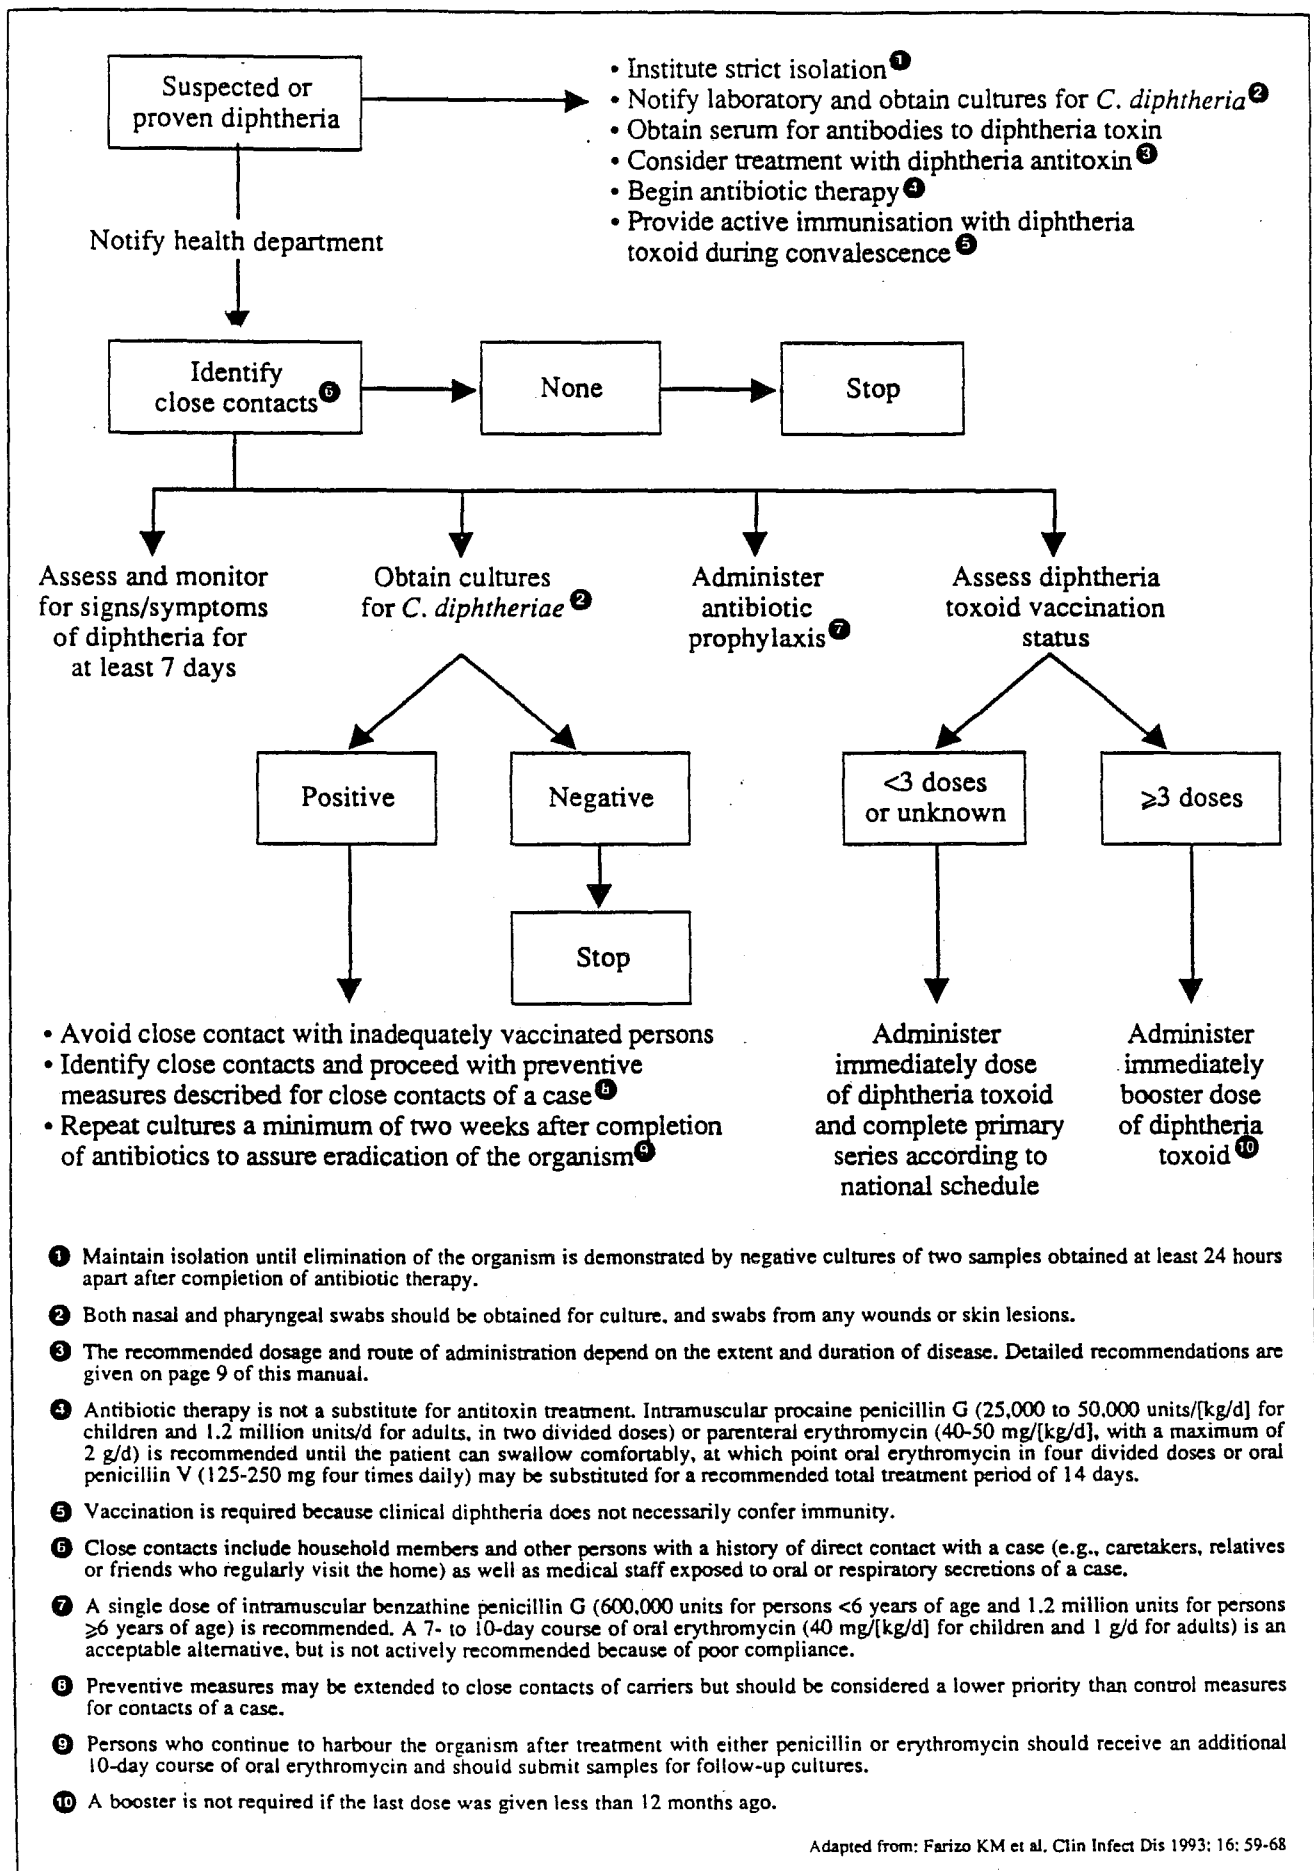 Suspected or
proven diphtheria
• Institute strict isolation❶
• Notify laboratory and obtain cultures for C. diphtheria❷
• Obtain serum for antibodies to diphtheria toxin
• Consider treatment with diphtheria antitoxin❸
• Begin antibiotic therapy❹
• Provide active immunisation with diphtheria
toxoid during convalescence❺
Notify health department
Identify
close contacts❻
None
Stop
Assess and monitor
for signs/symptoms
of diphtheria for
at least 7 days
Obtain cultures
for C. diphtheriae❷
Administer
antibiotic
prophylaxis❼
Assess diphtheria
toxoid vaccination
status
Positive
Negative
<3 doses
or unknown
⩾3 doses
Stop
• Avoid close contact with inadequately vaccinated persons
• Identify close contacts and proceed with preventive
measures described for close contacts of a case❽
• Repeat cultures a minimum of two weeks after completion
of antibiotics to assure eradication of the organism❾
Administer
immediately dose
of diphtheria toxoid
and complete primary
series according to
national schedule
Administer
immediately
booster dose
of diphtheria
toxoid❿
❶ Maintain isolation until elimination of the organism is demonstrated by negative cultures of two samples obtained at least 24 hours
apart after completion of antibiotic therapy.
❷ Both nasal and pharyngeal swabs should be obtained for culture, and swabs from any wounds or skin lesions.
❸ The recommended dosage and route of administration depend on the extent and duration of disease. Detailed recommendations are
given on page 9 of this manual.
❹ Antibiotic therapy is not a substitute for antitoxin treatment. Intramuscular procaine penicillin G (25,000 to 50,000 units/[kg/d] for
children and 1.2 million units/d for adults, in two divided doses) or parenteral erythromycin (40-50 mg/[kg/d], with a maximum of
2 g/d) is recommended until the patient can swallow comfortably, at which point oral erythromycin in four divided doses or oral
penicillin V (125-250 mg four times daily) may be substituted for a recommended total treatment period of 14 days.
❺ Vaccination is required because clinical diphtheria does not necessarily confer immunity.
❻ Close contacts include household members and other persons with a history of direct contact with a case (e.g., caretakers, relatives
or friends who regularly visit the home) as well as medical staff exposed to oral or respiratory secretions of a case.
❼ A single dose of intramuscular benzathine penicillin G (600,000 units for persons <6 years of age and 1.2 million units for persons
⩾6 years of age) is recommended. A 7- to 10-day course of oral erythromycin (40 mg/[kg/d] for children and 1 g/d for adults) is an
acceptable alternative, but is not actively recommended because of poor compliance.
❽ Preventive measures may be extended to close contacts of carriers but should be considered a lower priority than control measures
for contacts of a case.
❾ Persons who continue to harbour the organism after treatment with either penicillin or erythromycin should receive an additional
10-day course of oral erythromycin and should submit samples for follow-up cultures.
❿ A booster is not required if the last dose was given less than 12 months ago.
Adapted from: Farizo KM et al. Clin Infect Dis 1993; 16: 59-68